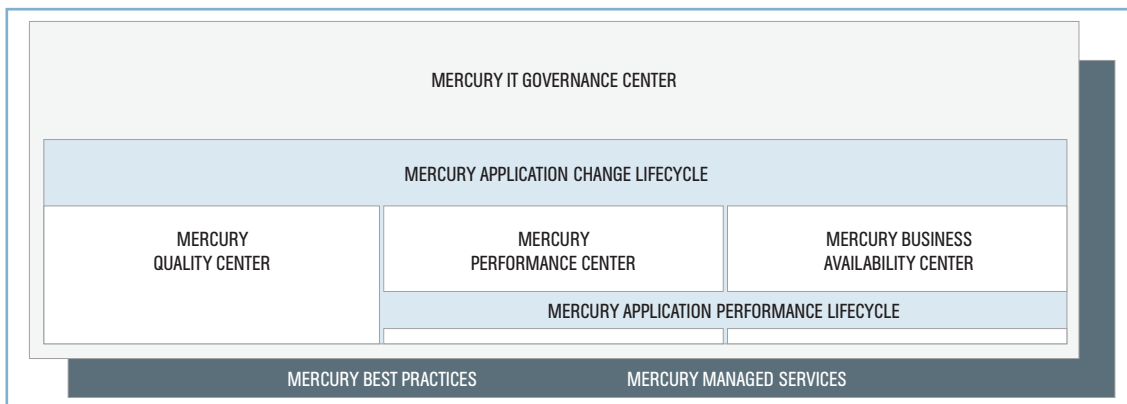 MERCURY IT GOVERNANCE CENTER
MERCURY APPLICATION CHANGE LIFECYCLE
MERCURY
QUALITY CENTER
MERCURY
PERFORMANCE CENTER
MERCURY BUSINESS
AVAILABILITY CENTER
MERCURY APPLICATION PERFORMANCE LIFECYCLE
MERCURY BEST PRACTICES
MERCURY MANAGED SERVICES